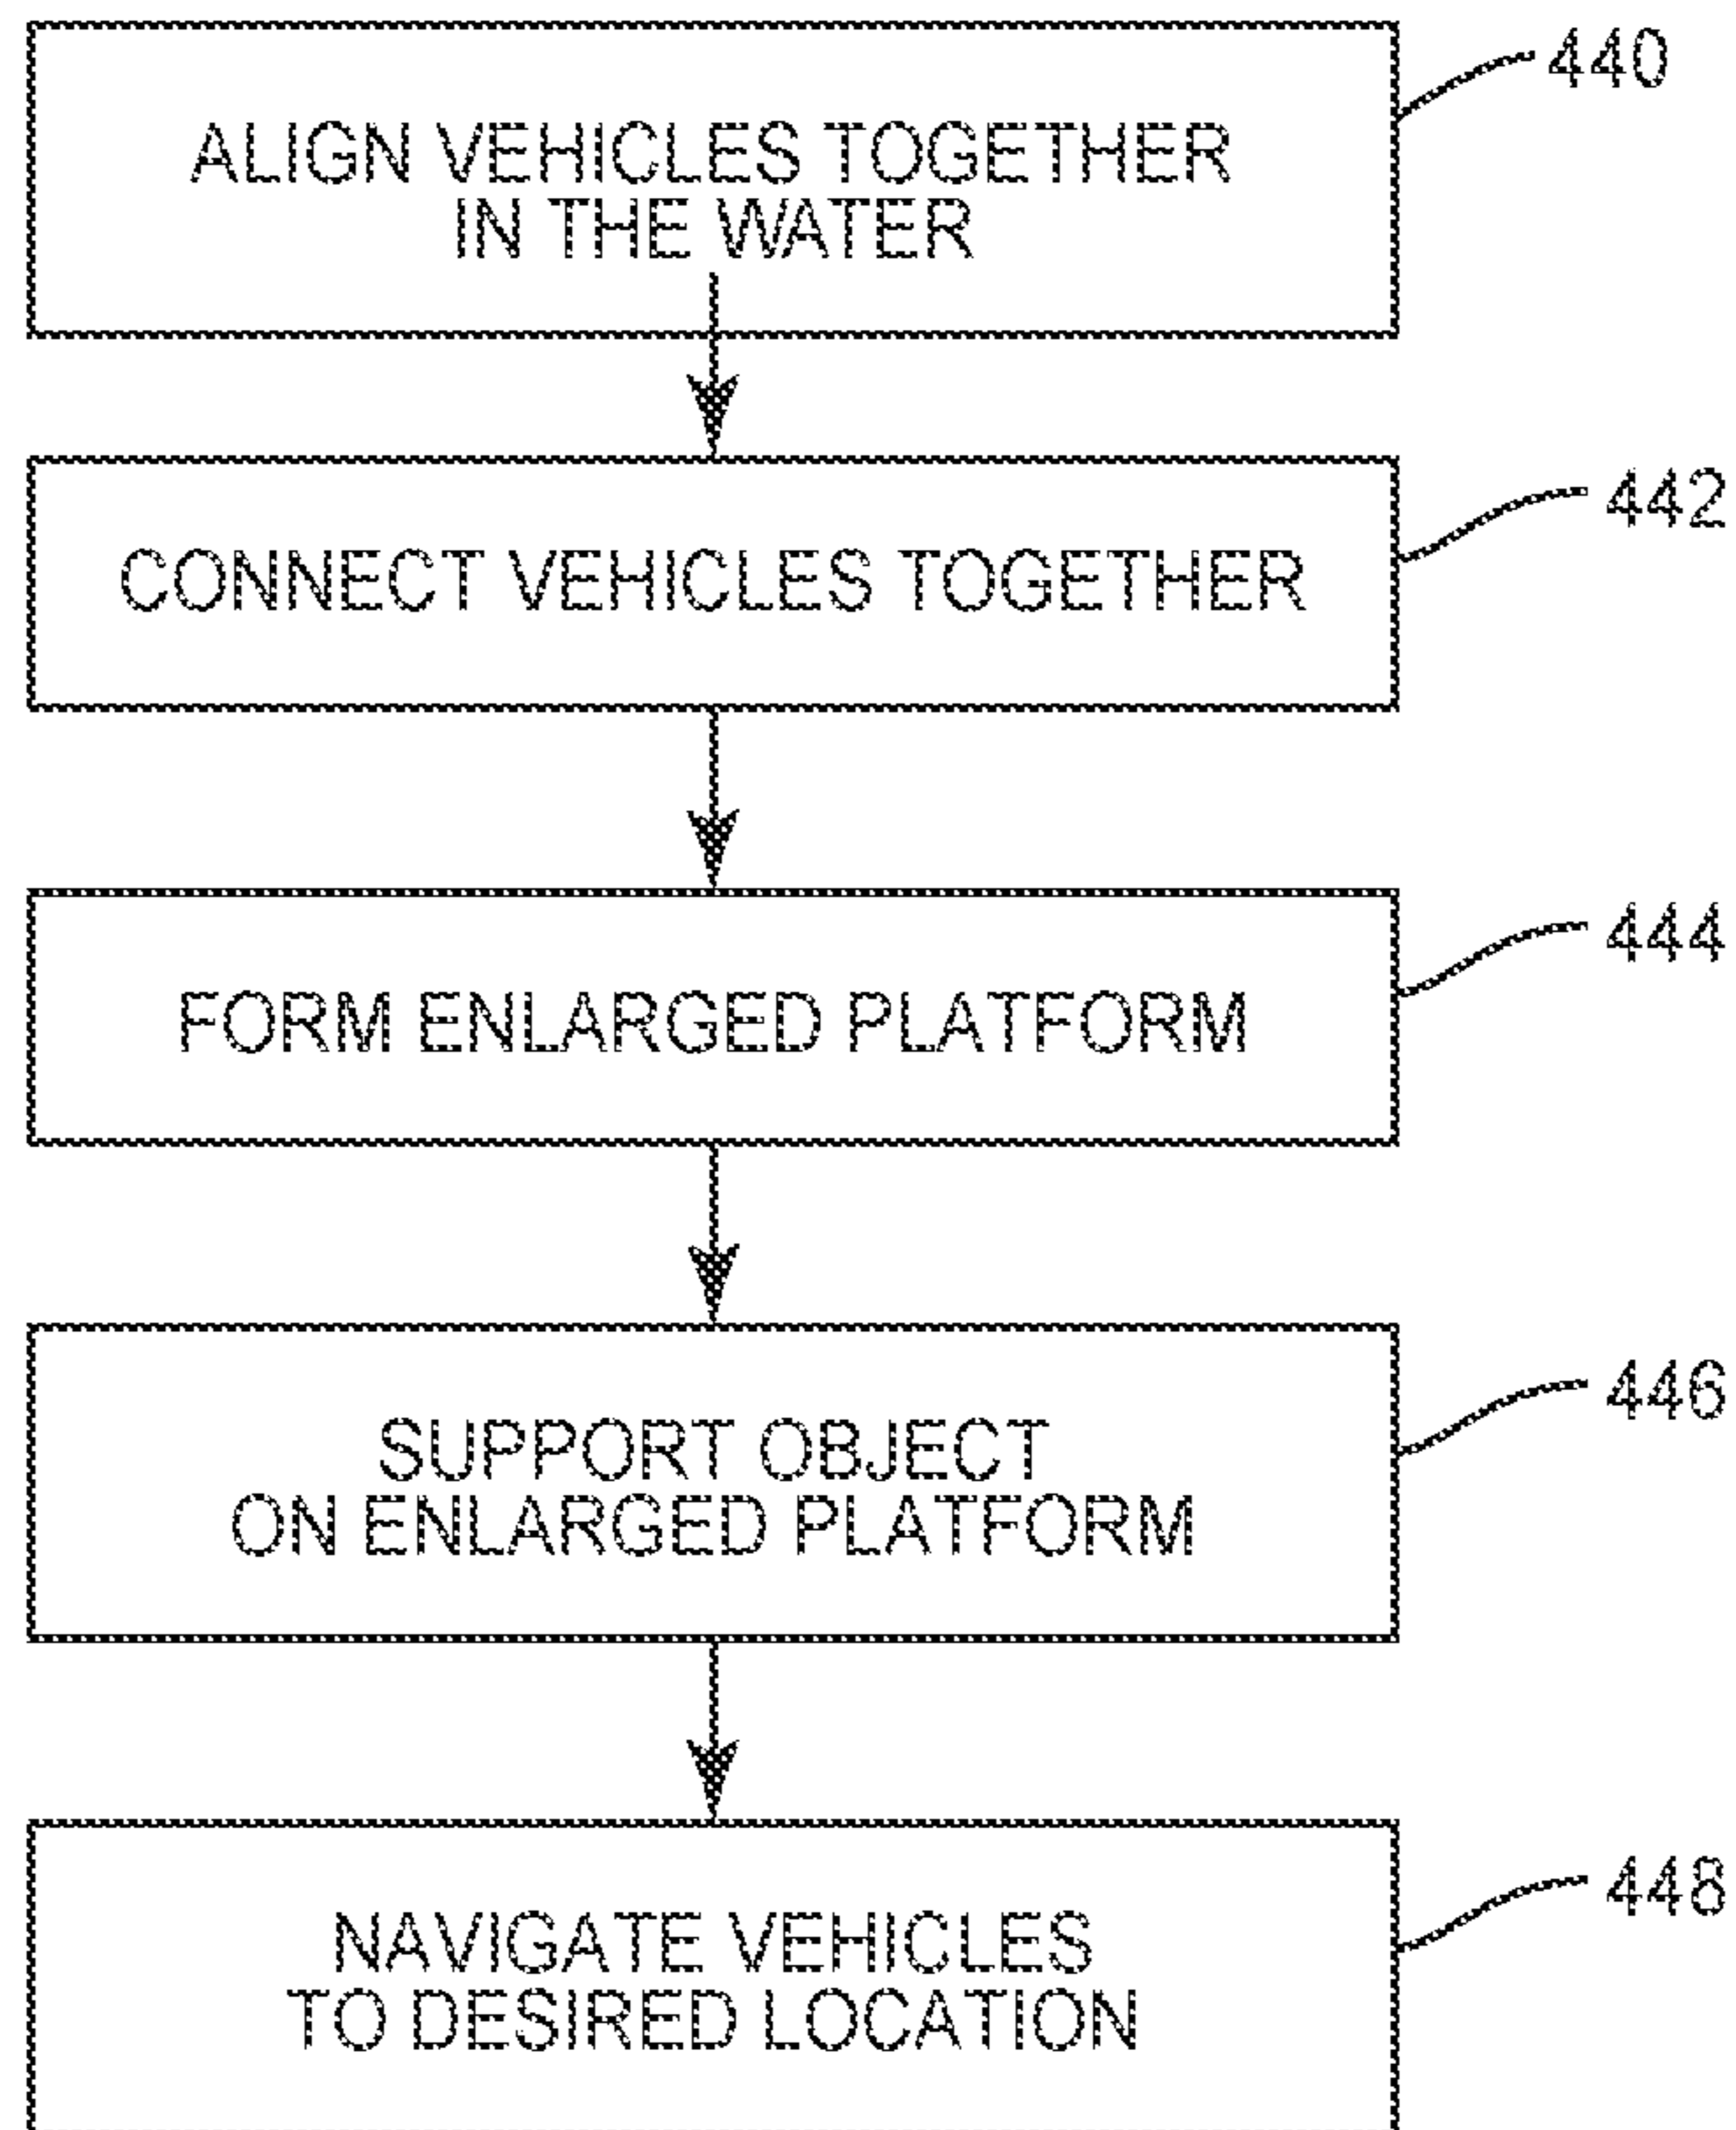 440
ALIGN VEHICLES TOGETHER
IN THE WATER
442
CONNECT VEHICLES TOGETHER
444
FORM ENLARGED PLATFORM
446
SUPPORT OBJECT
ON ENLARGED PLATFORM
448
NAVIGATE VEHICLES
TO DESIRED LOCATION